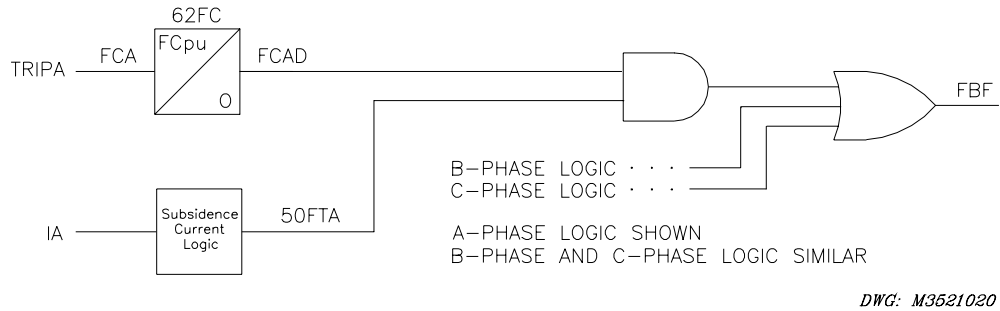 62FC
FCpu
O
TRIPA
FCA
FCAD
FBF
B-PHASE LOGIC · · ·
C-PHASE LOGIC · · ·
Subsidence
Current
Logic
IA
50FTA
A-PHASE LOGIC SHOWN
B-PHASE AND C-PHASE LOGIC SIMILAR
DWG: M3521020